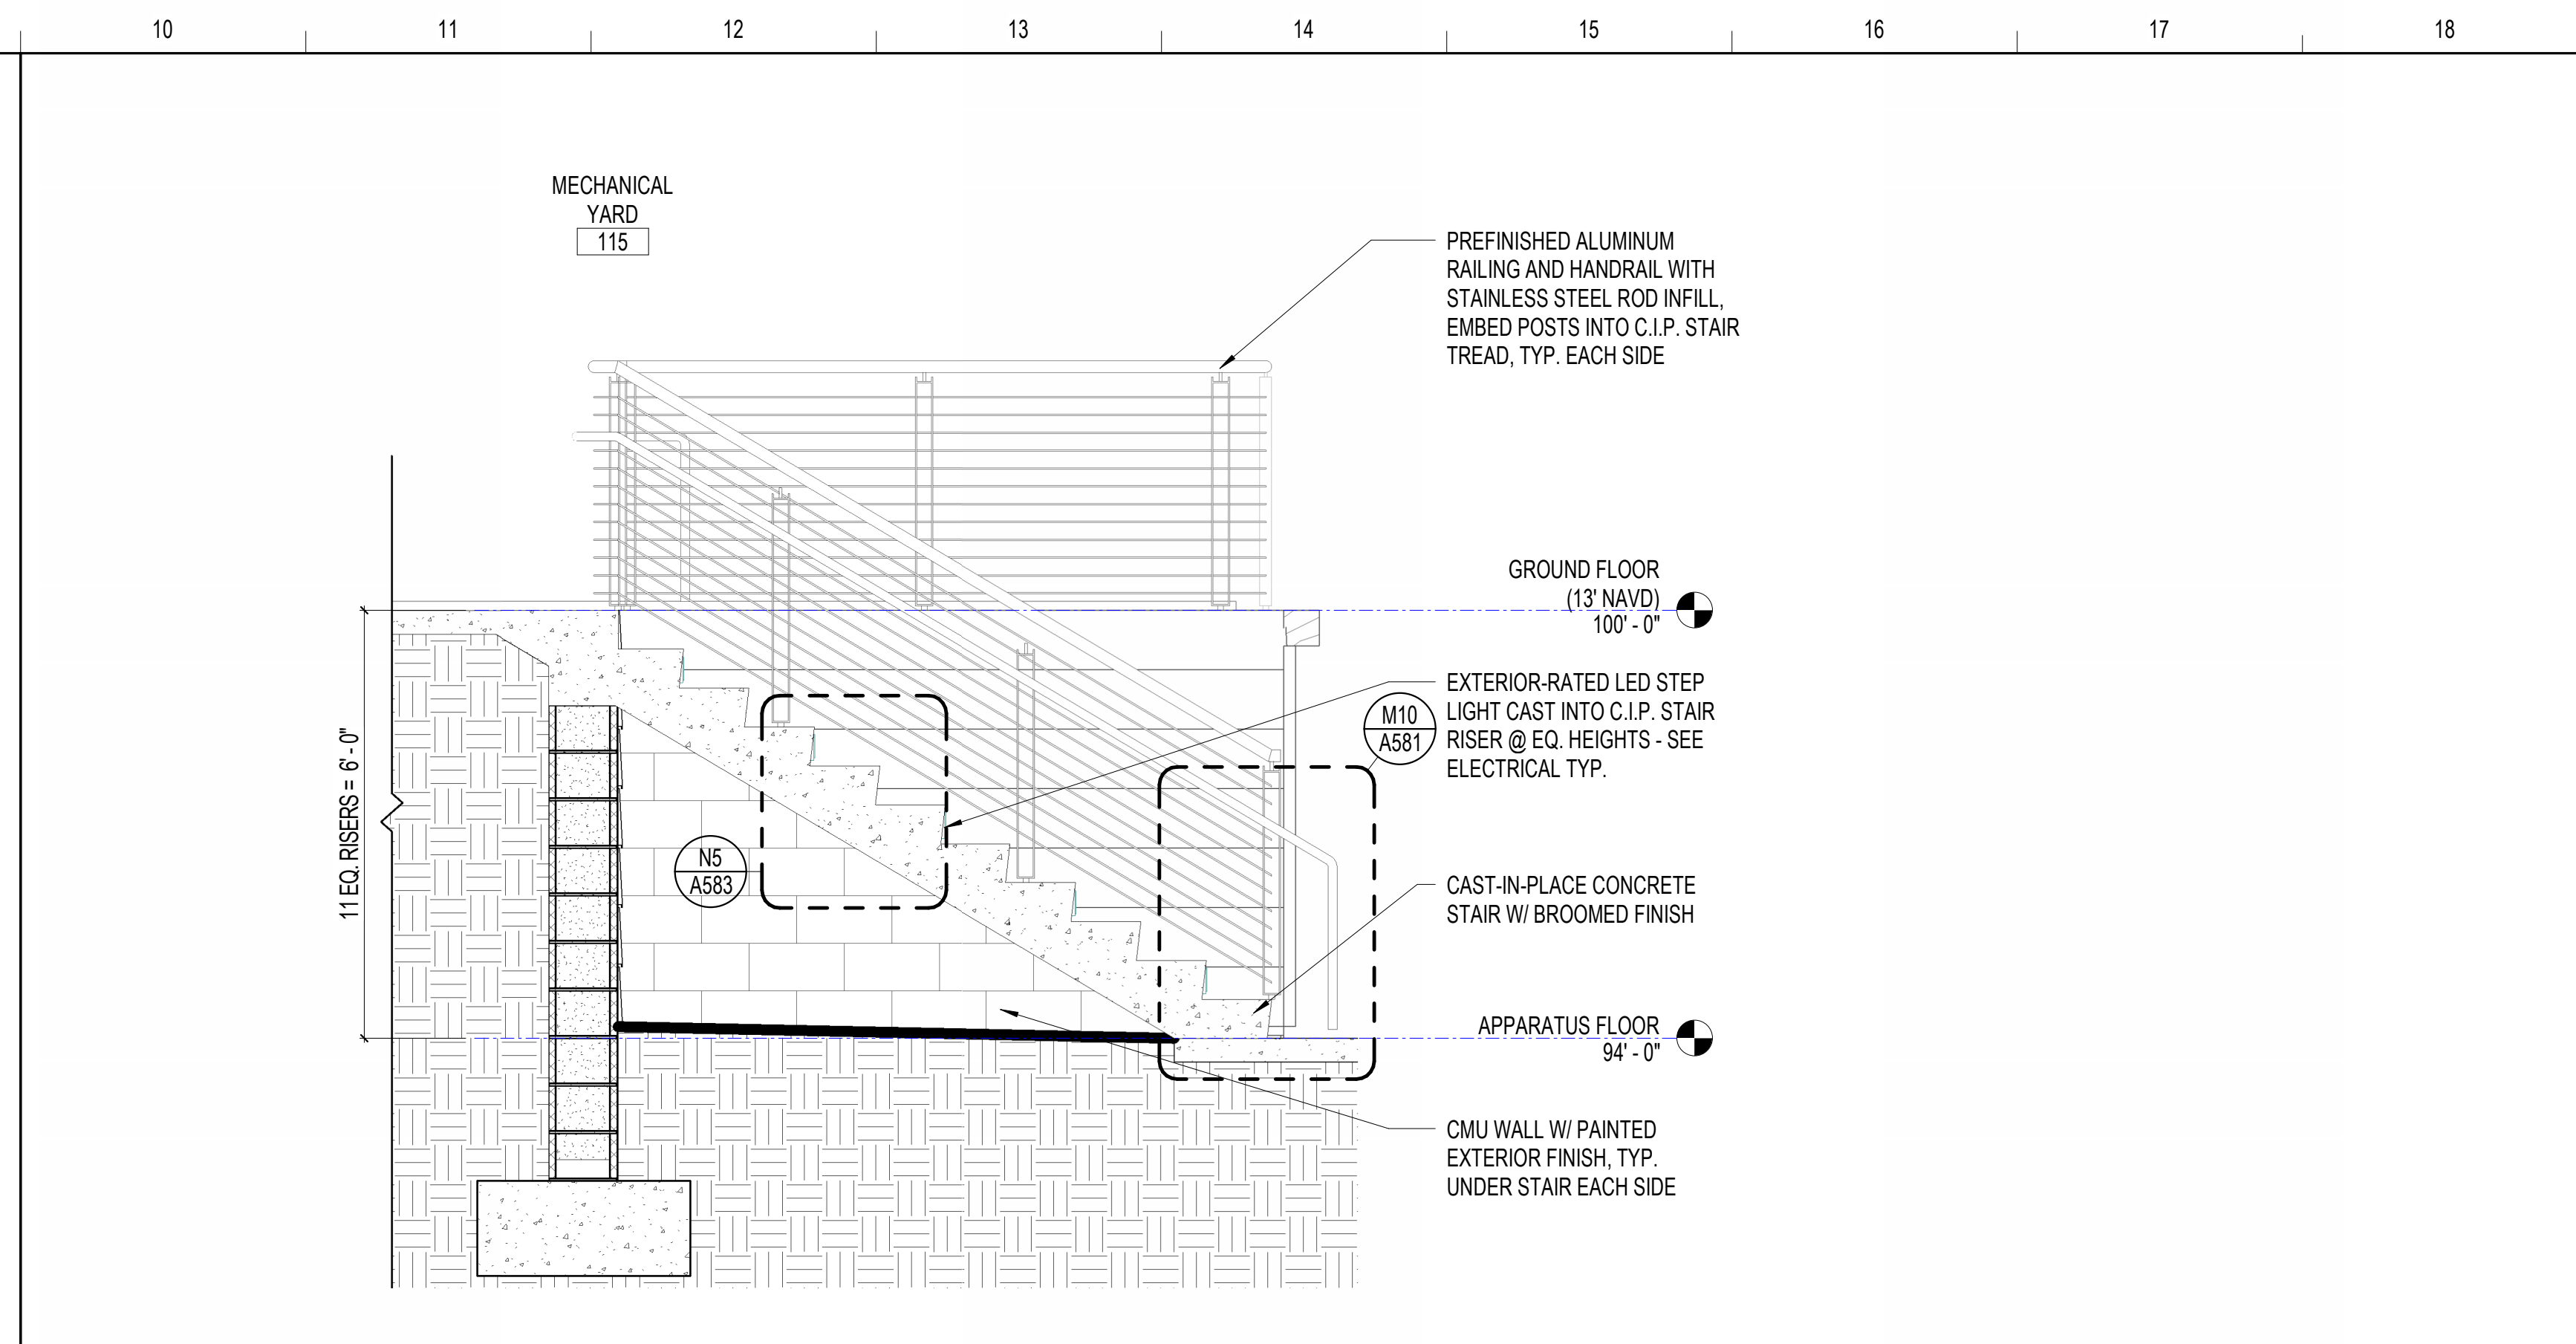 10 11 12 13 14 15 16 17 18
MECHANICAL
YARD
115
PREFINISHED ALUMINUM
RAILING AND HANDRAIL WITH
STAINLESS STEEL ROD INFILL,
EMBED POSTS INTO C.I.P. STAIR
TREAD, TYP. EACH SIDE
GROUND FLOOR
(13' NAVD)
100' - 0"
EXTERIOR-RATED LED STEP
LIGHT CAST INTO C.I.P. STAIR
RISER @ EQ. HEIGHTS - SEE
ELECTRICAL TYP.
M10
A581
11 EQ. RISERS = 6' - 0"
N5
A583
CAST-IN-PLACE CONCRETE
STAIR W/ BROOMED FINISH
APPARATUS FLOOR
94' - 0"
CMU WALL W/ PAINTED
EXTERIOR FINISH, TYP.
UNDER STAIR EACH SIDE